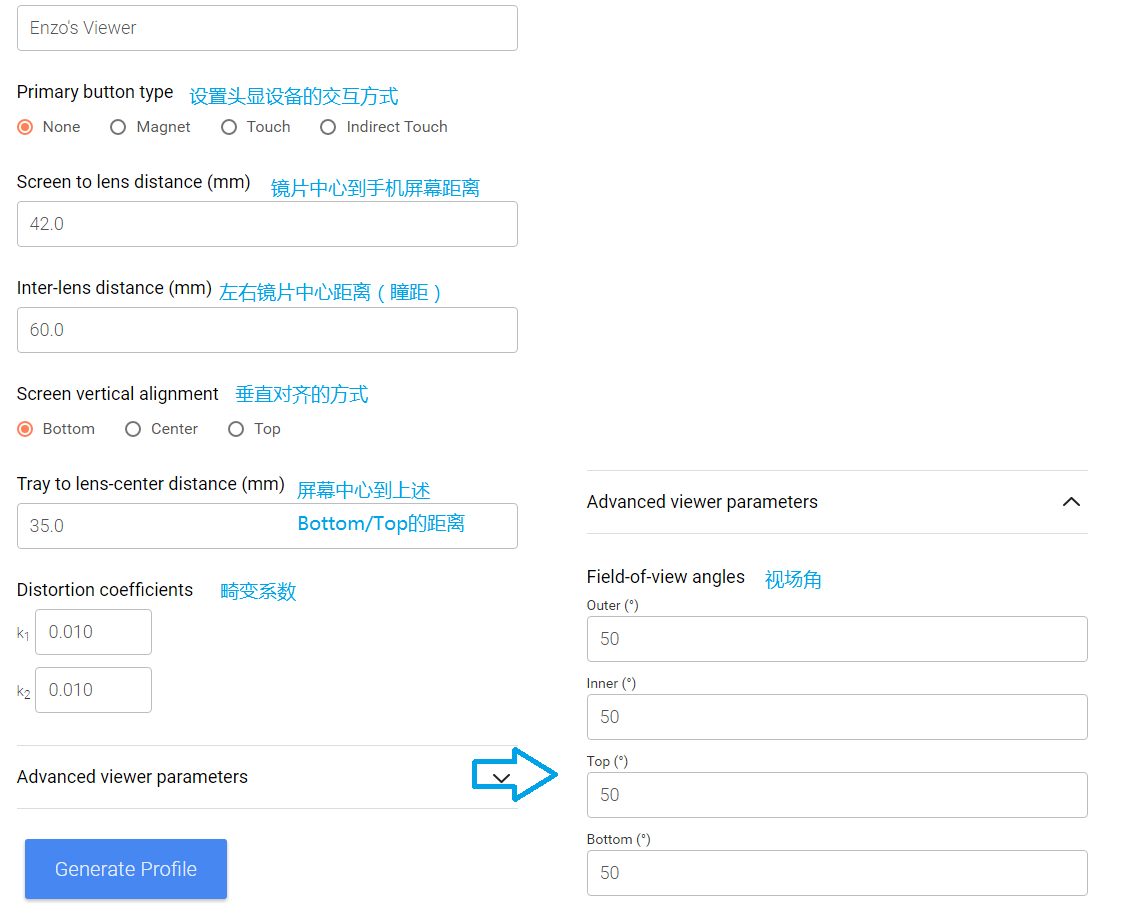 Enzo's Viewer
Primary button type 设置头显设备的交互方式
None Magnet Touch Indirect Touch
Screen to lens distance (mm) 镜片中心到手机屏幕距离
42.0
Inter-lens distance (mm) 左右镜片中心距离（瞳距）
60.0
Screen vertical alignment 垂直对齐的方式
Bottom Center Top
Tray to lens-center distance (mm) 屏幕中心到上述
35.0 Bottom/Top的距离
Distortion coefficients 畸变系数
k1 0.010
k2 0.010
Advanced viewer parameters
Generate Profile
Advanced viewer parameters
Field-of-view angles 视场角
Outer (°)
50
Inner (°)
50
Top (°)
50
Bottom (°)
50